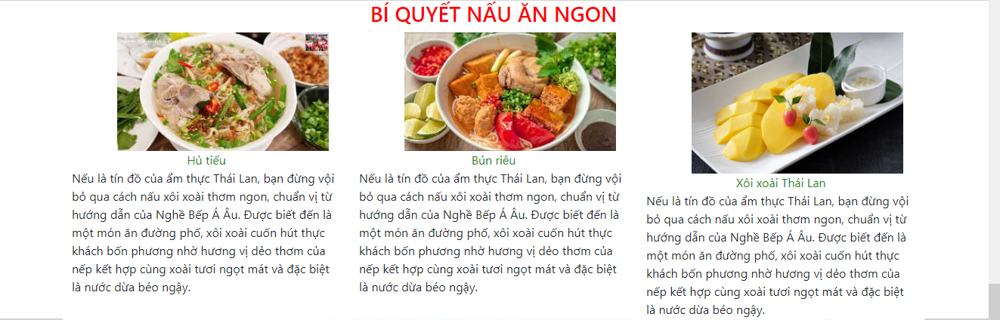 BÍ QUYẾT NẤU ĂN NGON
Hủ tiếu
Nếu là tín đồ của ẩm thực Thái Lan, bạn đừng vội
bỏ qua cách nấu xôi xoài thơm ngon, chuẩn vị từ
hướng dẫn của Nghề Bếp Á Âu. Được biết đến là
một món ăn đường phố, xôi xoài cuốn hút thực
khách bốn phương nhờ hương vị dẻo thơm của
nếp kết hợp cùng xoài tươi ngọt mát và đặc biệt
là nước dừa béo ngậy.
Bún riêu
Nếu là tín đồ của ẩm thực Thái Lan, bạn đừng vội
bỏ qua cách nấu xôi xoài thơm ngon, chuẩn vị từ
hướng dẫn của Nghề Bếp Á Âu. Được biết đến là
một món ăn đường phố, xôi xoài cuốn hút thực
khách bốn phương nhờ hương vị dẻo thơm của
nếp kết hợp cùng xoài tươi ngọt mát và đặc biệt
là nước dừa béo ngậy.
Xôi xoài Thái Lan
Nếu là tín đồ của ẩm thực Thái Lan, bạn đừng vội
bỏ qua cách nấu xôi xoài thơm ngon, chuẩn vị từ
hướng dẫn của Nghề Bếp Á Âu. Được biết đến là
một món ăn đường phố, xôi xoài cuốn hút thực
khách bốn phương nhờ hương vị dẻo thơm của
nếp kết hợp cùng xoài tươi ngọt mát và đặc biệt
là nước dừa béo ngậy.